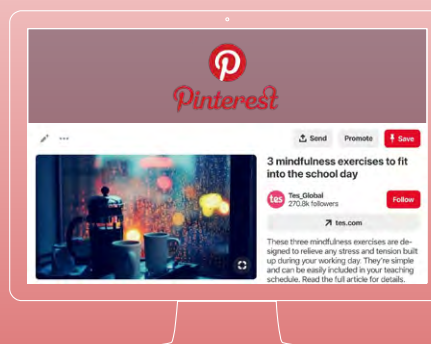 Pinterest
Send
Promote
Save
3 mindfulness exercises to fit
into the school day
tes
Tes_Global
270.8k followers
Follow
tes.com
These three mindfulness exercises are de-
signed to relieve any stress and tension built
up during your working day. They're simple
and can be easily included in your teaching
schedule. Read the full article for details.